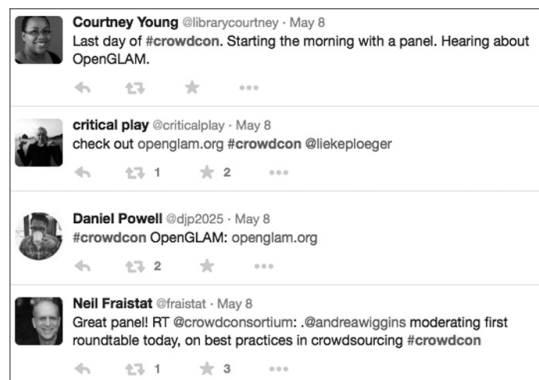 Courtney Young @librarycourtney · May 8
Last day of #crowdcon. Starting the morning with a panel. Hearing about
OpenGLAM.
critical play @criticalplay · May 8
check out openglam.org #crowdcon @liekeploeger
1 2
Daniel Powell @djp2025 · May 8
#crowdcon OpenGLAM: openglam.org
2
Neil Fraistat @fraistat · May 8
Great panel! RT @crowdconsortium: .@andreawiggins moderating first
roundtable today, on best practices in crowdsourcing #crowdcon
1 3